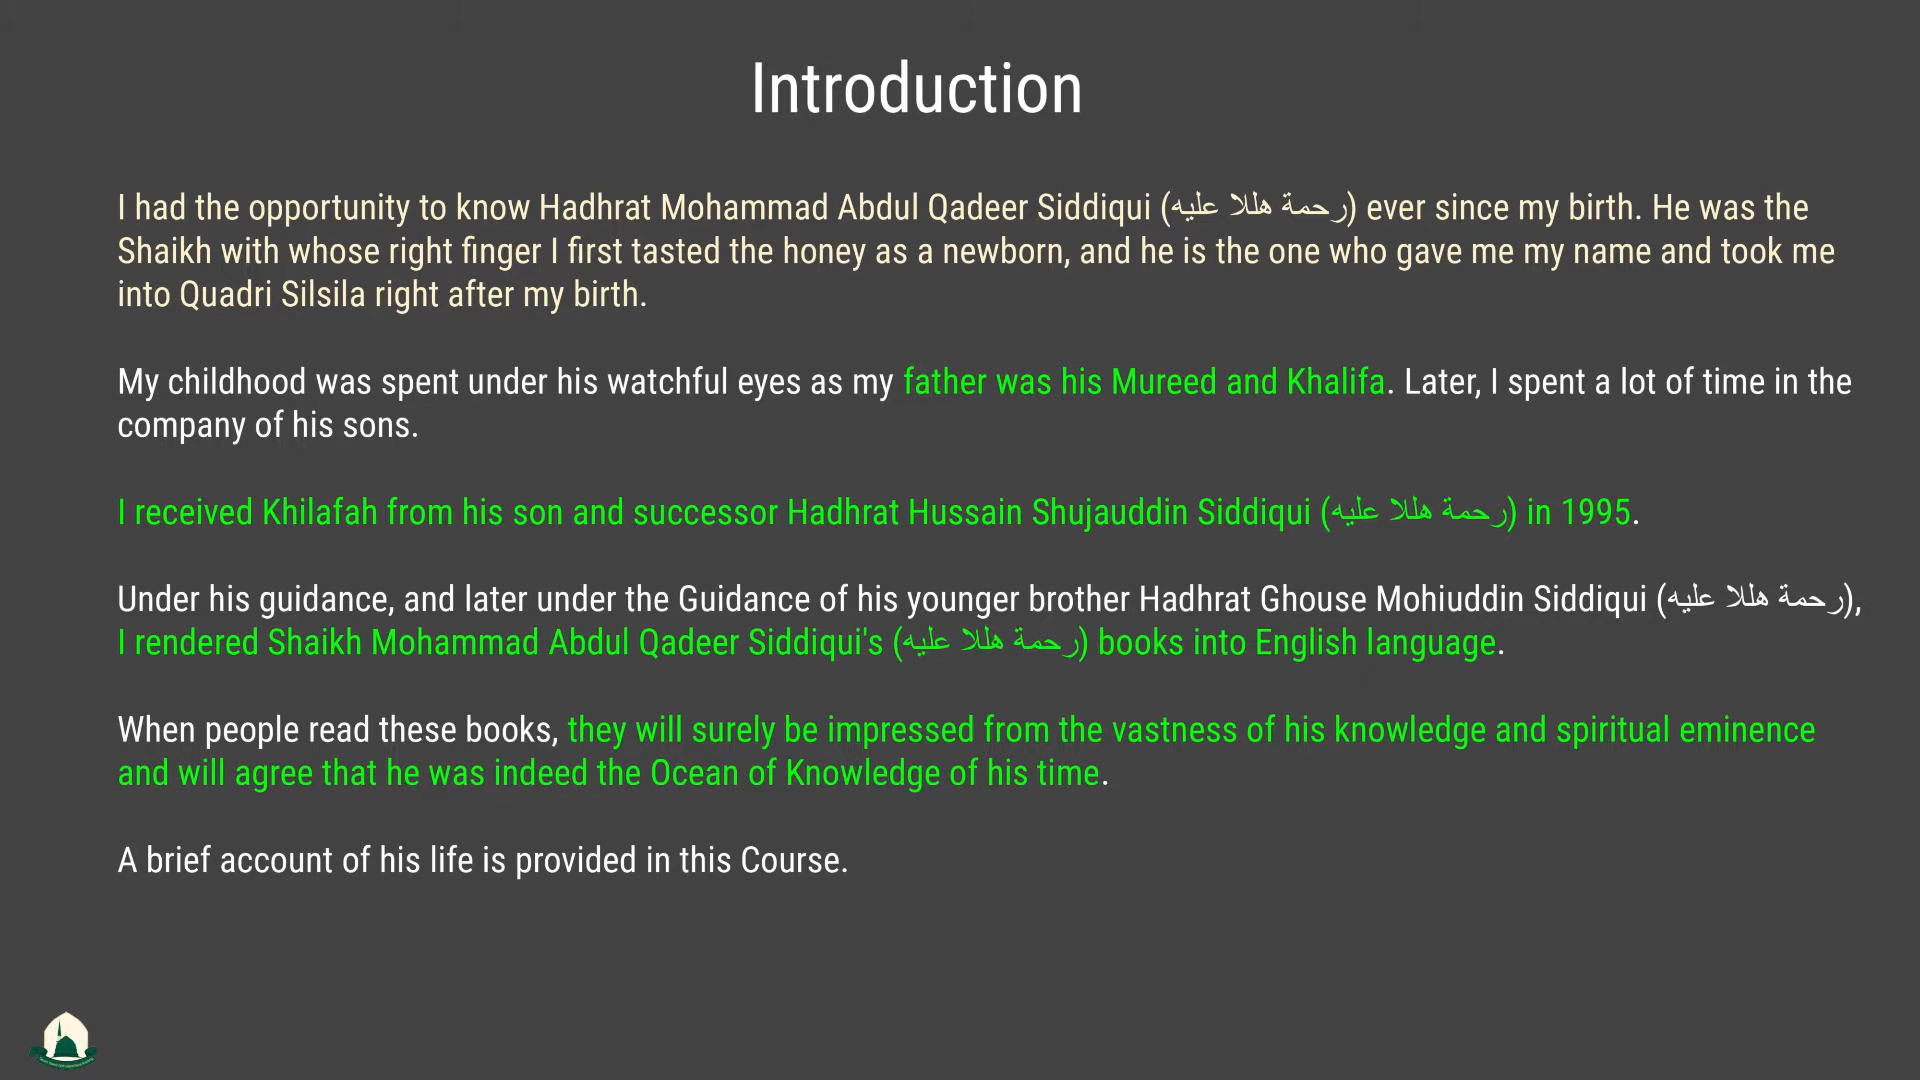 Introduction
I had the opportunity to know Hadhrat Mohammad Abdul Qadeer Siddiqui (رحمة هللا عليه) ever since my birth. He was the
Shaikh with whose right finger I first tasted the honey as a newborn, and he is the one who gave me my name and took me
into Quadri Silsila right after my birth.
My childhood was spent under his watchful eyes as my father was his Mureed and Khalifa. Later, I spent a lot of time in the
company of his sons.
I received Khilafah from his son and successor Hadhrat Hussain Shujauddin Siddiqui (رحمة هللا عليه) in 1995.
Under his guidance, and later under the Guidance of his younger brother Hadhrat Ghouse Mohiuddin Siddiqui (رحمة هللا عليه),
I rendered Shaikh Mohammad Abdul Qadeer Siddiqui's (رحمة هللا عليه) books into English language.
When people read these books, they will surely be impressed from the vastness of his knowledge and spiritual eminence
and will agree that he was indeed the Ocean of Knowledge of his time.
A brief account of his life is provided in this Course.